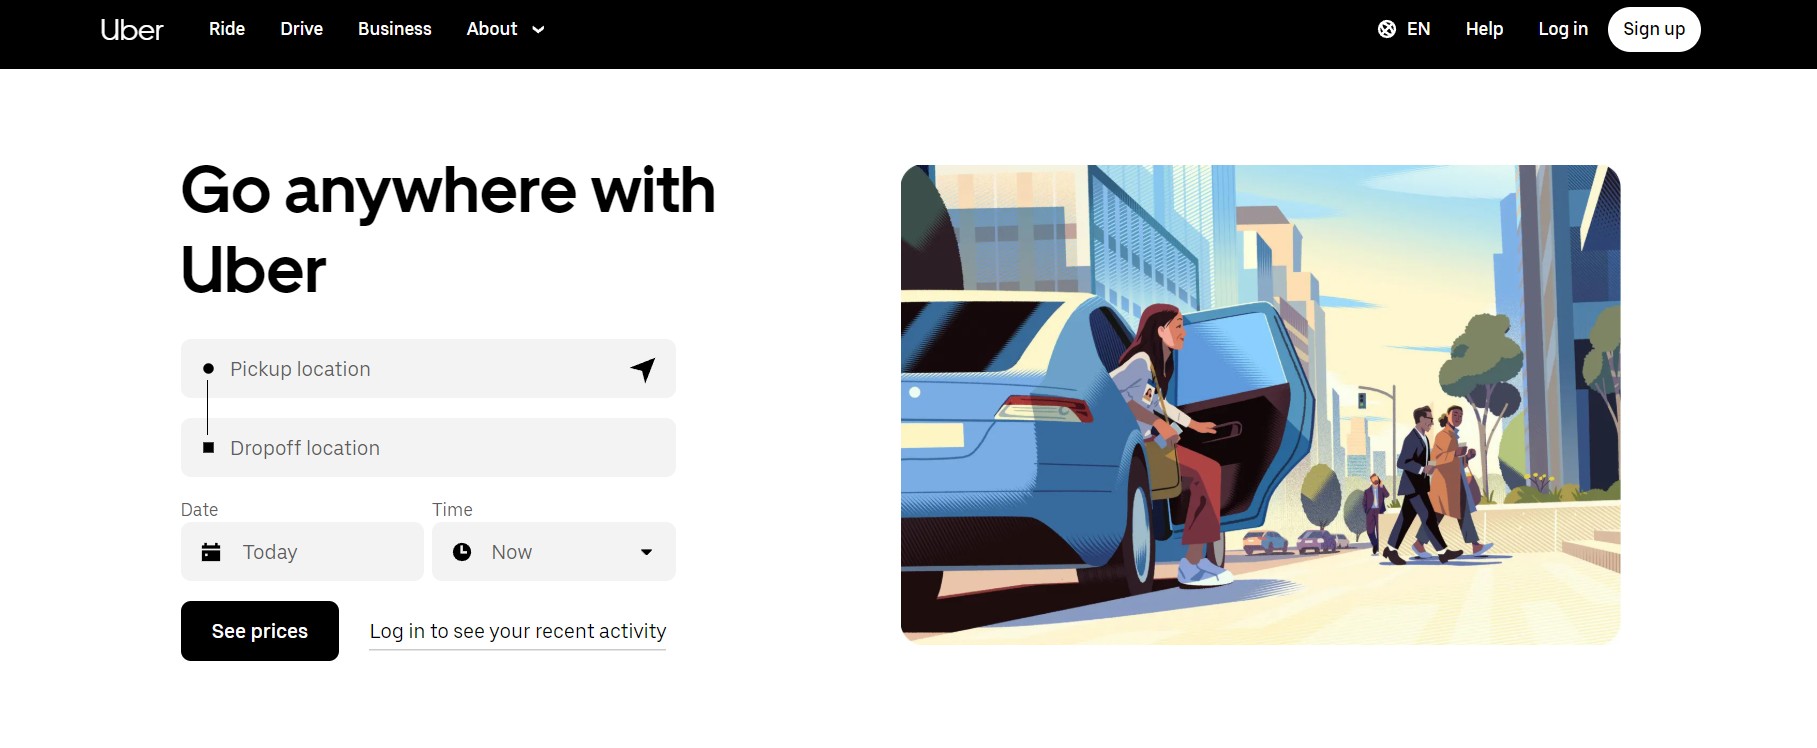 Uber
Ride
Drive
Business
About
EN
Help
Log in
Sign up
Go anywhere with
Uber
Pickup location
Dropoff location
Date
Time
Today
Now
See prices
Log in to see your recent activity